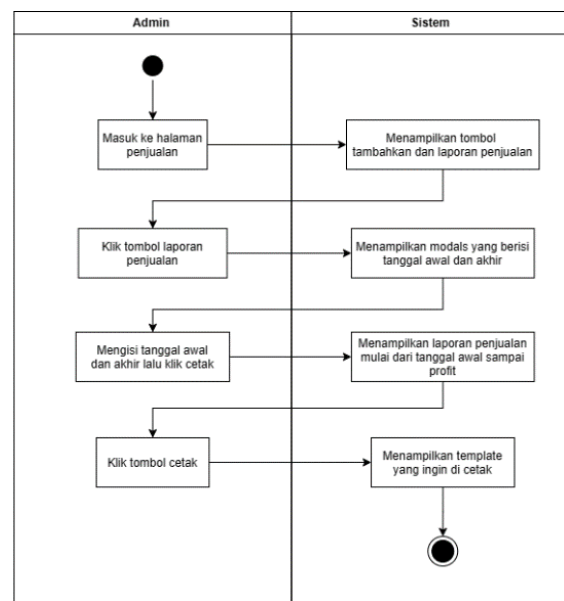 Admin
Sistem
Masuk ke halaman
penjualan
Menampilkan tombol
tambahkan dan laporan penjualan
Klik tombol laporan
penjualan
Menampilkan modals yang berisi
tanggal awal dan akhir
Mengisi tanggal awal
dan akhir lalu klik cetak
Menampilkan laporan penjualan
mulai dari tanggal awal sampai
profit
Klik tombol cetak
Menampilkan template
yang ingin di cetak